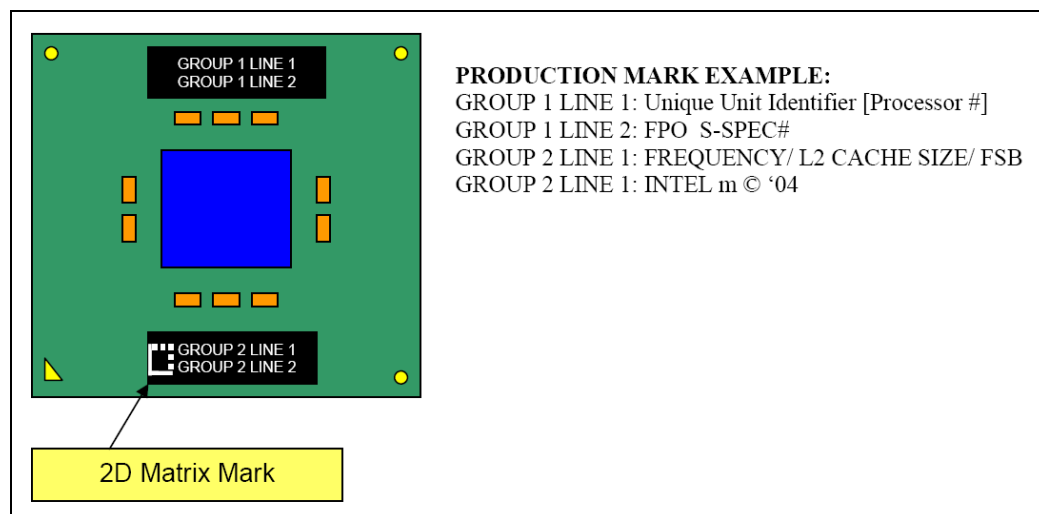 GROUP 1 LINE 1
GROUP 1 LINE 2
PRODUCTION MARK EXAMPLE:
GROUP 1 LINE 1: Unique Unit Identifier [Processor #]
GROUP 1 LINE 2: FPO S-SPEC#
GROUP 2 LINE 1: FREQUENCY/ L2 CACHE SIZE/ FSB
GROUP 2 LINE 1: INTEL m © ‘04
GROUP 2 LINE 1
GROUP 2 LINE 2
2D Matrix Mark